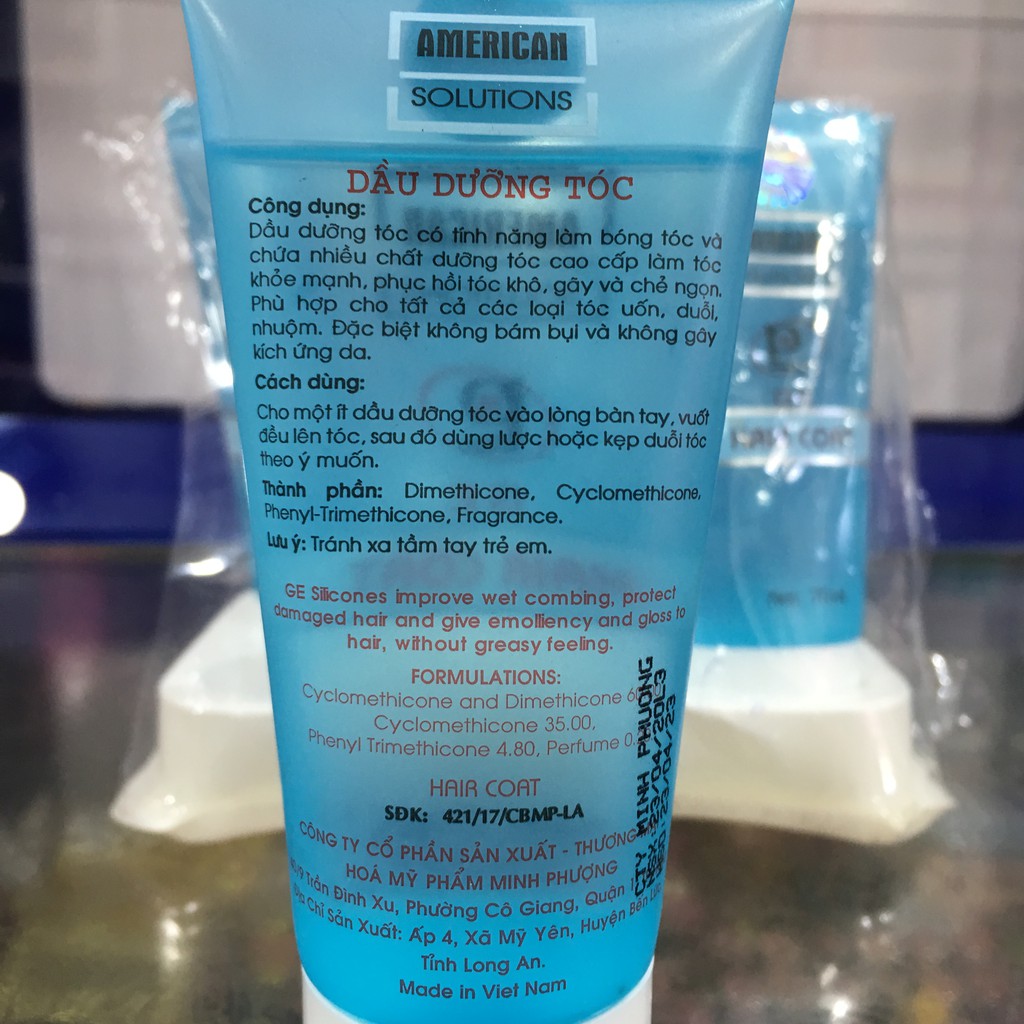 AMERICAN
SOLUTIONS
DẦU DƯỠNG TÓC
Công dụng:
Dầu dưỡng tóc có tính năng làm bóng tóc và
chứa nhiều chất dưỡng tóc cao cấp làm tóc
khỏe mạnh, phục hồi tóc khô, gãy và chẻ ngọn.
Phù hợp cho tất cả các loại tóc uốn, duỗi,
nhuộm. Đặc biệt không bám bụi và không gây
kích ứng da.
Cách dùng:
Cho một ít dầu dưỡng tóc vào lòng bàn tay, vuốt
đều lên tóc, sau đó dùng lược hoặc kẹp duỗi tóc
theo ý muốn.
Thành phần: Dimethicone, Cyclomethicone,
Phenyl-Trimethicone, Fragrance.
Lưu ý: Tránh xa tầm tay trẻ em.
GE Silicones improve wet combing, protect
damaged hair and give emolliency and gloss to
hair, without greasy feeling.
FORMULATIONS:
Cyclomethicone and Dimethicone
Cyclomethicone 35.00,
Phenyl Trimethicone 4.80, Perfume
HAIR COAT
SĐK: 421/17/CBMP-LA
CÔNG TY CỔ PHẦN SẢN XUẤT - THƯƠNG
HOÁ MỸ PHẨM MINH PHƯỢNG
Trần Đình Xu, Phường Cô Giang, Quận
Địa Chỉ Sản Xuất: Ấp 4, Xã Mỹ Yên, Huyện Bến
Tỉnh Long An.
Made in Viet Nam
CTY MINH PHUONG
AMERICAN
HAIR COAT